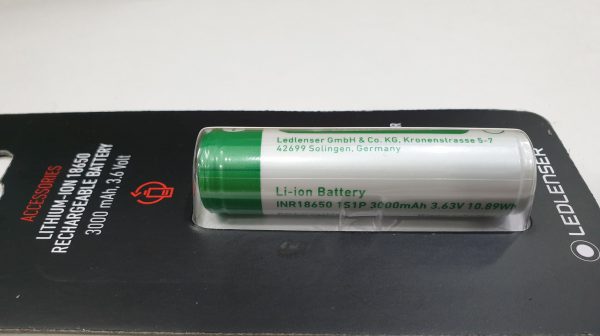 ACCESSORIES
LITHIUM-ION 18650
RECHARGEABLE BATTERY
3000 mAh, 3.6 Volt
Ledlenser GmbH & Co. KG, Kronenstrasse 5-7
42699 Solingen, Germany
Li-ion Battery
INR18650 1S1P 3000mAh 3.63V 10.89Wh
LEDLENSER